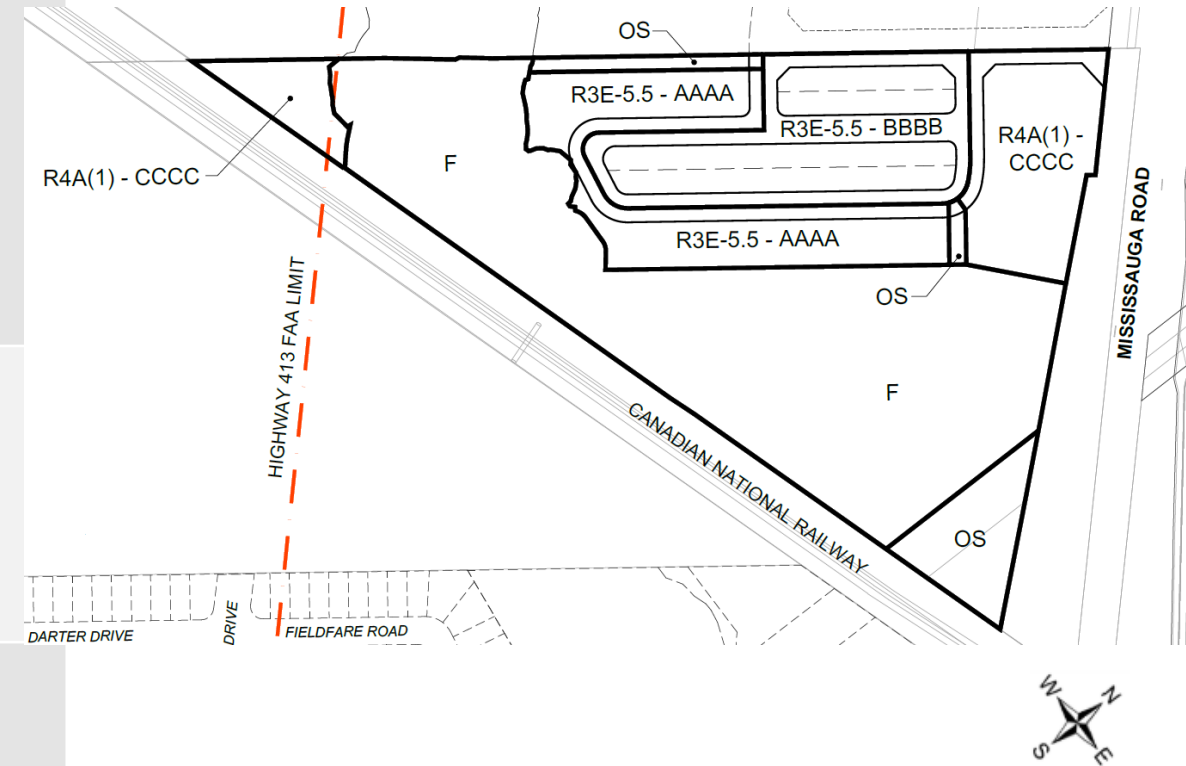 OS
R3E-5.5 - AAAA
R3E-5.5 - BBBB
R4A(1) -
CCCC
R4A(1) - CCCC
F
R3E-5.5 - AAAA
OS
MISSISSAUGA ROAD
HIGHWAY 413 FAA LIMIT
F
CANADIAN NATIONAL RAILWAY
OS
DARTER DRIVE
DRIVE
FIELDFARE ROAD
W
N
S
E